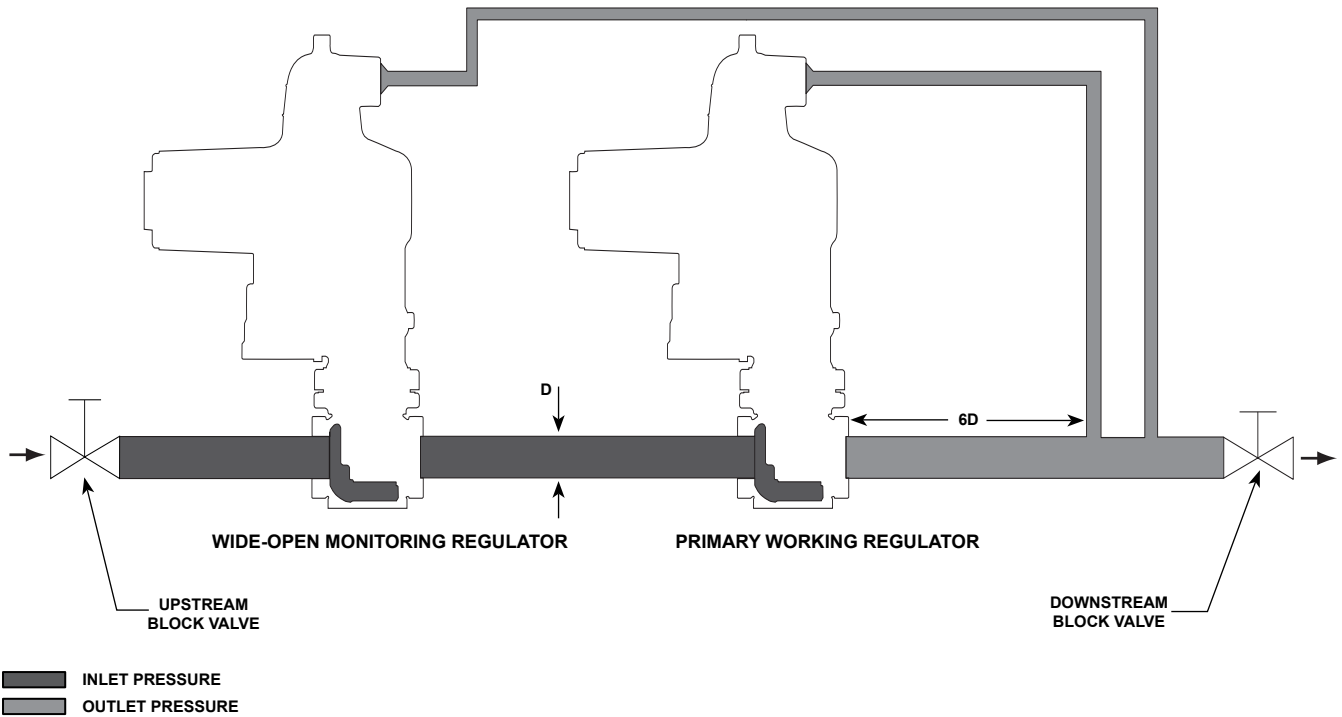 D
6D
WIDE-OPEN MONITORING REGULATOR
PRIMARY WORKING REGULATOR
UPSTREAM
BLOCK VALVE
DOWNSTREAM
BLOCK VALVE
INLET PRESSURE
OUTLET PRESSURE